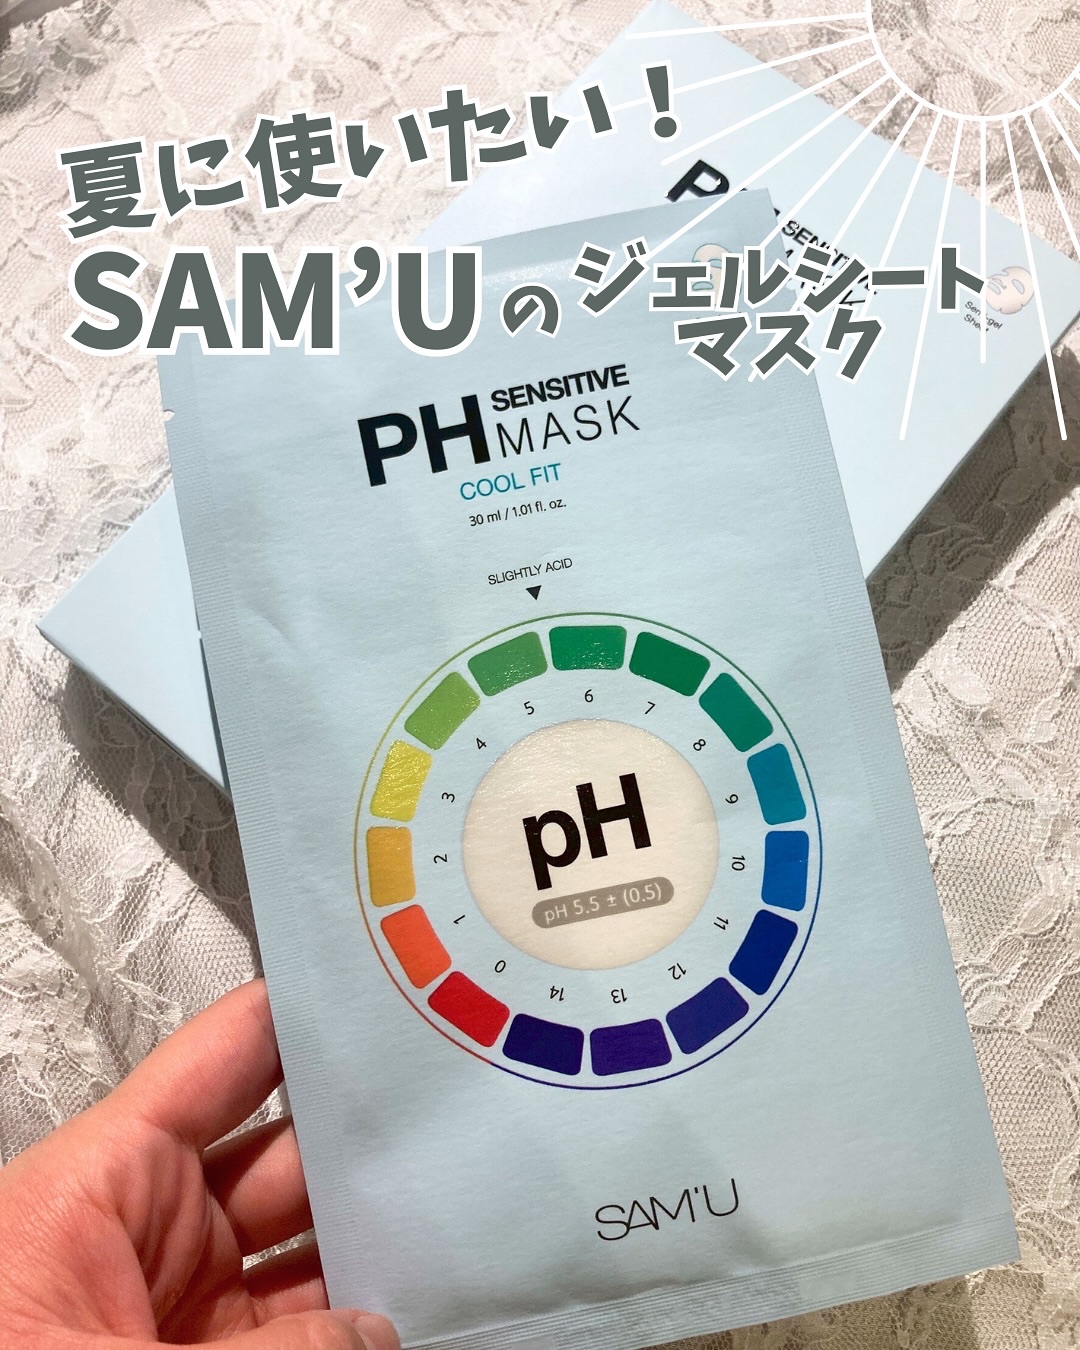 夏に使いたい！
SAM'Uのジェルシート
マスク
PH SENSITIVE
MASK
COOL FIT
30 ml / 1.01 fl. oz.
SLIGHTLY ACID
0 1 2 3 4 5 6 7 8 9 10 11 12 13 14
pH
pH 5.5 ± (0.5)
SAM'U